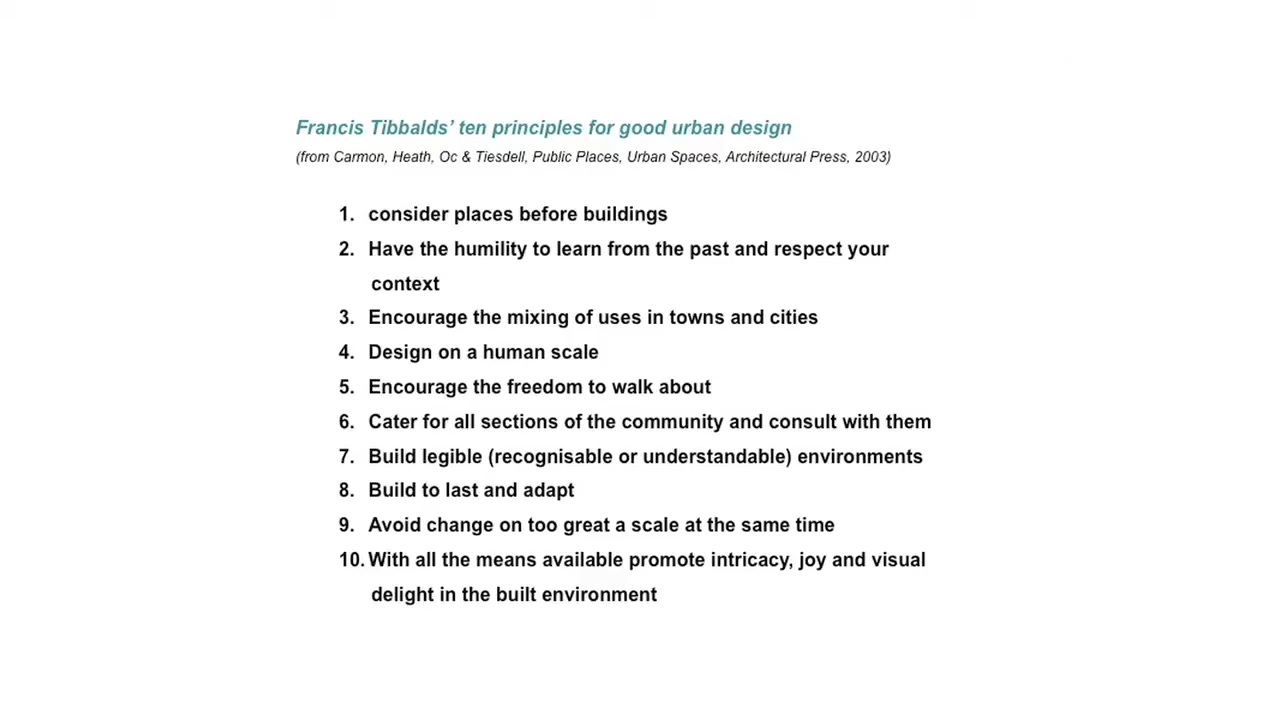 Francis Tibbalds’ ten principles for good urban design
(from Carmon, Heath, Oc & Tiesdell, Public Places, Urban Spaces, Architectural Press, 2003)
1. consider places before buildings
2. Have the humility to learn from the past and respect your
context
3. Encourage the mixing of uses in towns and cities
4. Design on a human scale
5. Encourage the freedom to walk about
6. Cater for all sections of the community and consult with them
7. Build legible (recognisable or understandable) environments
8. Build to last and adapt
9. Avoid change on too great a scale at the same time
10. With all the means available promote intricacy, joy and visual
delight in the built environment